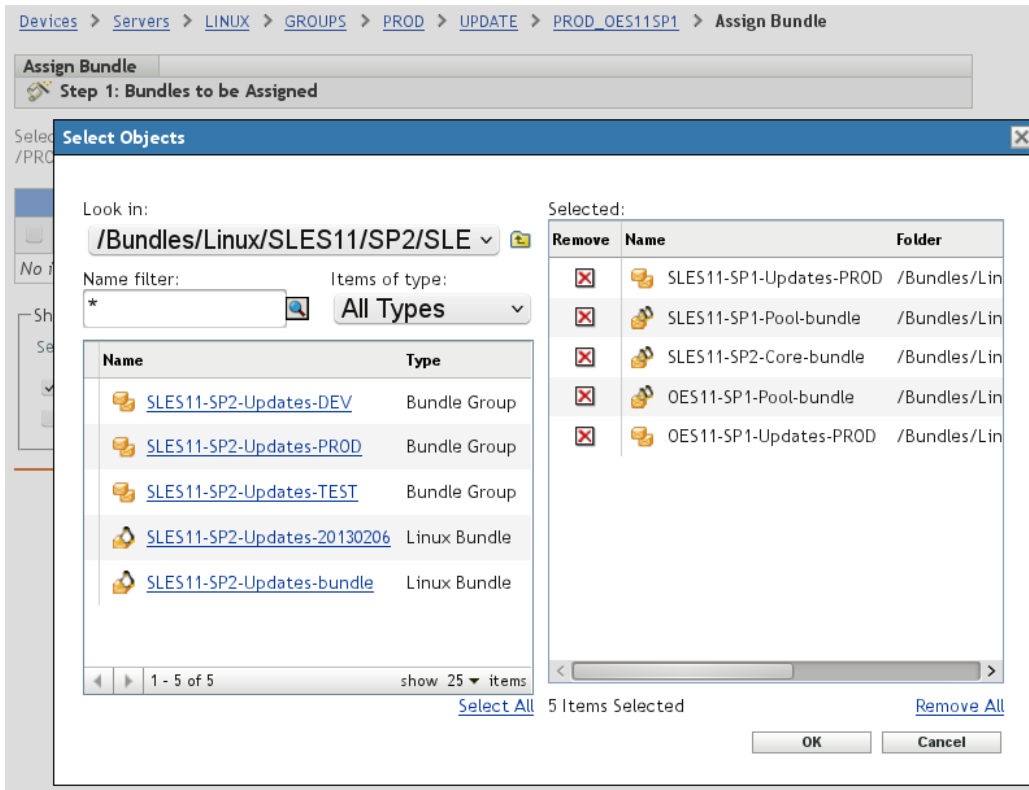 Devices > Servers > LINUX > GROUPS > PROD > UPDATE > PROD_OES11SP1 > Assign Bundle
Assign Bundle
Step 1: Bundles to be Assigned
Select Objects
Look in:
/Bundles/Linux/SLES11/SP2/SLE
Name filter:
Items of type:
*
All Types
Name Type
SLES11-SP2-Updates-DEV Bundle Group
SLES11-SP2-Updates-PROD Bundle Group
SLES11-SP2-Updates-TEST Bundle Group
SLES11-SP2-Updates-20130206 Linux Bundle
SLES11-SP2-Updates-bundle Linux Bundle
1 - 5 of 5 show 25 items
Select All
Selected:
Remove Name Folder
SLES11-SP1-Updates-PROD /Bundles/Lin
SLES11-SP1-Pool-bundle /Bundles/Lin
SLES11-SP2-Core-bundle /Bundles/Lin
OES11-SP1-Pool-bundle /Bundles/Lin
OES11-SP1-Updates-PROD /Bundles/Lin
5 Items Selected
Remove All
OK Cancel